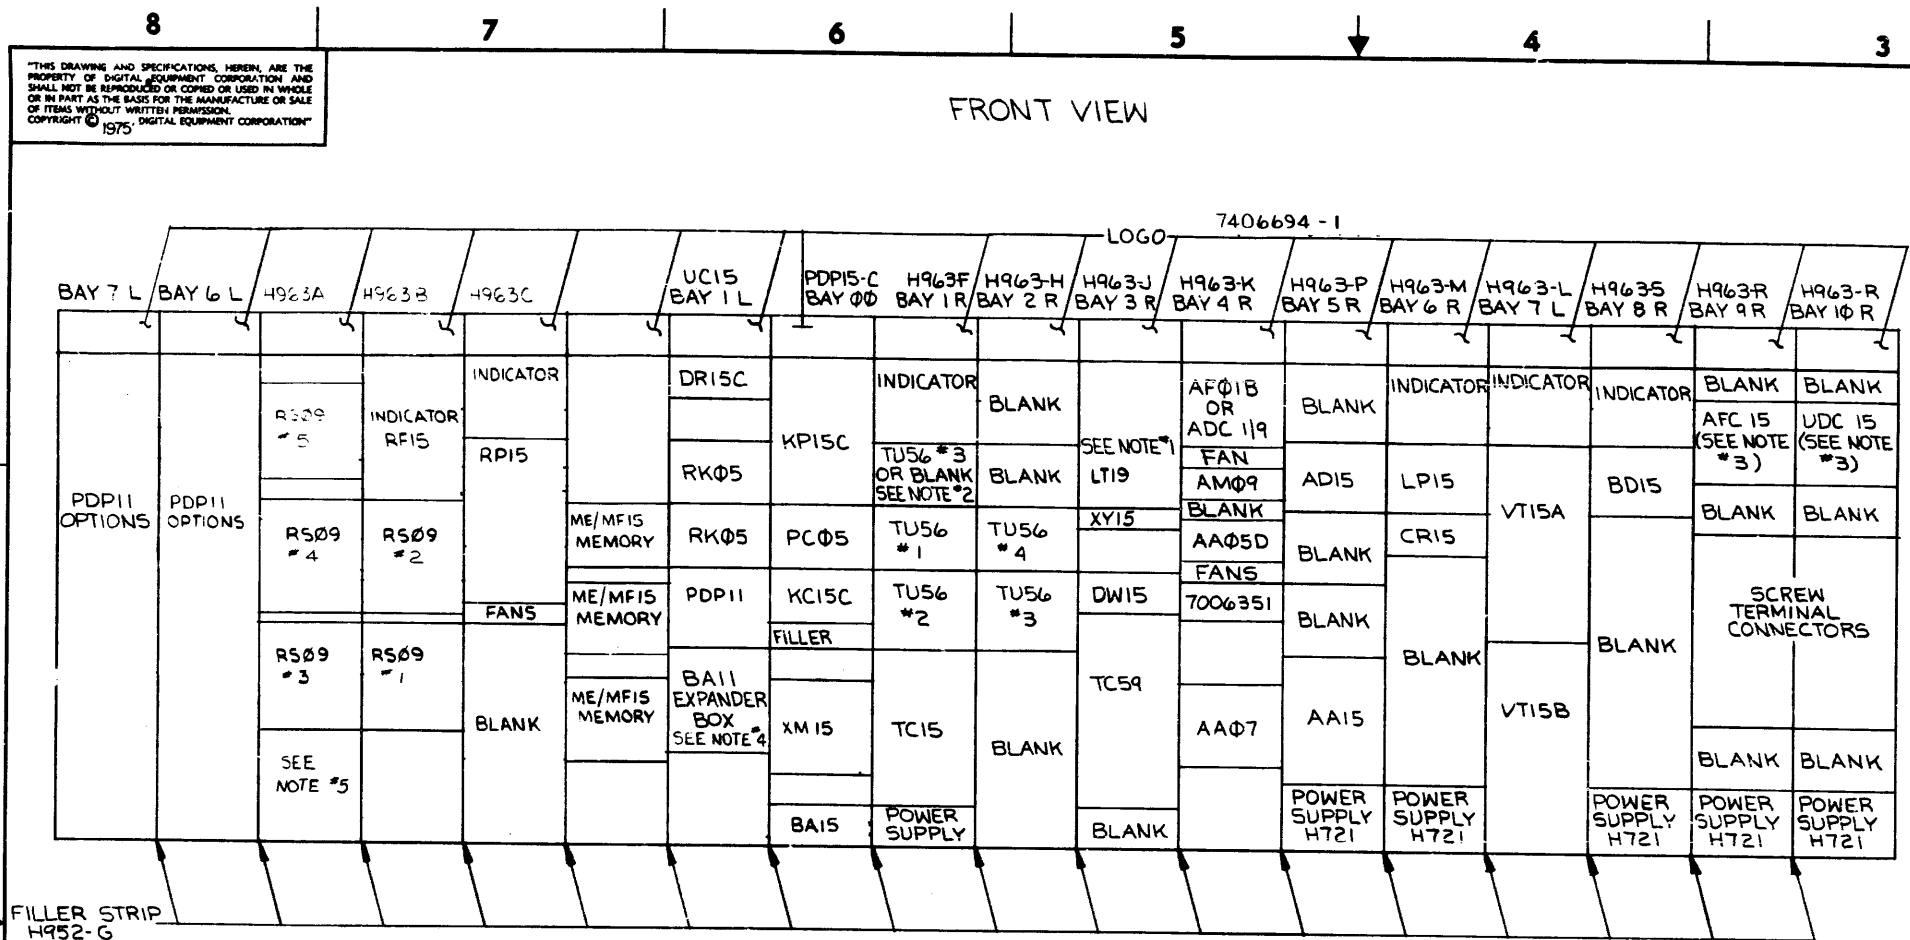 8 7 6 5 4 3
"THIS DRAWING AND SPECIFICATIONS, HEREIN, ARE THE
PROPERTY OF DIGITAL EQUIPMENT CORPORATION AND
SHALL NOT BE REPRODUCED OR COPIED OR USED IN WHOLE
OR IN PART AS THE BASIS FOR THE MANUFACTURE OR SALE
OF ITEMS WITHOUT WRITTEN PERMISSION.
COPYRIGHT © 1975, DIGITAL EQUIPMENT CORPORATION"
FRONT VIEW
7406694-1
LOGO
BAY 7 L
BAY 6 L
H963A
H963B
H963C
UC15
BAY 1 L
PDP15-C
BAY ΦΦ
H963F
BAY 1 R
H963-H
BAY 2 R
H963-J
BAY 3 R
H963-K
BAY 4 R
H963-P
BAY 5 R
H963-M
BAY 6 R
H963-L
BAY 7 L
H963-S
BAY 8 R
H963-R
BAY 9 R
H963-R
BAY 1Φ R
PDP11
OPTIONS
PDP11
OPTIONS
RS09
#5
RSØ9
#4
RSØ9
#3
SEE
NOTE #5
INDICATOR
RF15
RSØ9
#2
RSØ9
#1
INDICATOR
RP15
FANS
BLANK
ME/MF15
MEMORY
ME/MF15
MEMORY
ME/MF15
MEMORY
DR15C
RKΦ5
RKΦ5
PDP11
BA11
EXPANDER
BOX
SEE NOTE #4
KP15C
PCΦ5
KC15C
FILLER
XM15
BA15
INDICATOR
TU56 #3
OR BLANK
SEE NOTE #2
TU56
#1
TU56
#2
TC15
POWER
SUPPLY
BLANK
BLANK
TU56
#4
TU56
#3
BLANK
SEE NOTE #1
LT19
XY15
DW15
TC59
BLANK
AFΦ1B
OR
ADC 1/9
FAN
AMΦ9
BLANK
AAΦ5D
FANS
7006351
AAΦ7
BLANK
AD15
BLANK
BLANK
AA15
POWER
SUPPLY
H721
INDICATOR
LP15
CR15
BLANK
POWER
SUPPLY
H721
INDICATOR
VT15A
VT15B
INDICATOR
BD15
BLANK
POWER
SUPPLY
H721
BLANK
AFC 15
(SEE NOTE
#3)
BLANK
BLANK
UDC 15
(SEE NOTE
#3)
BLANK
SCREW
TERMINAL
CONNECTORS
BLANK
POWER
SUPPLY
H721
BLANK
POWER
SUPPLY
H721
FILLER STRIP
H952-G